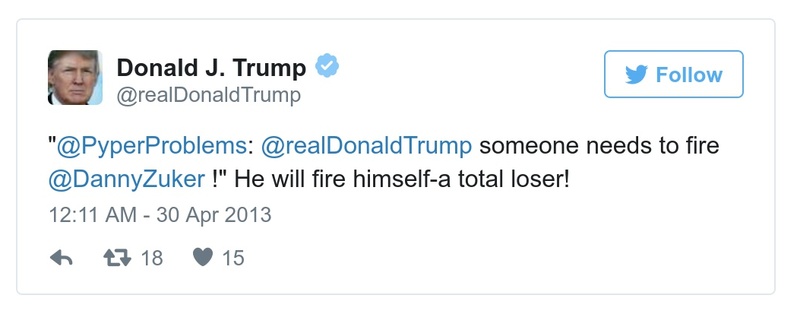 Donald J. Trump
@realDonaldTrump
Follow
"@PyperProblems: @realDonaldTrump someone needs to fire
@DannyZuker !" He will fire himself-a total loser!
12:11 AM - 30 Apr 2013
18 15